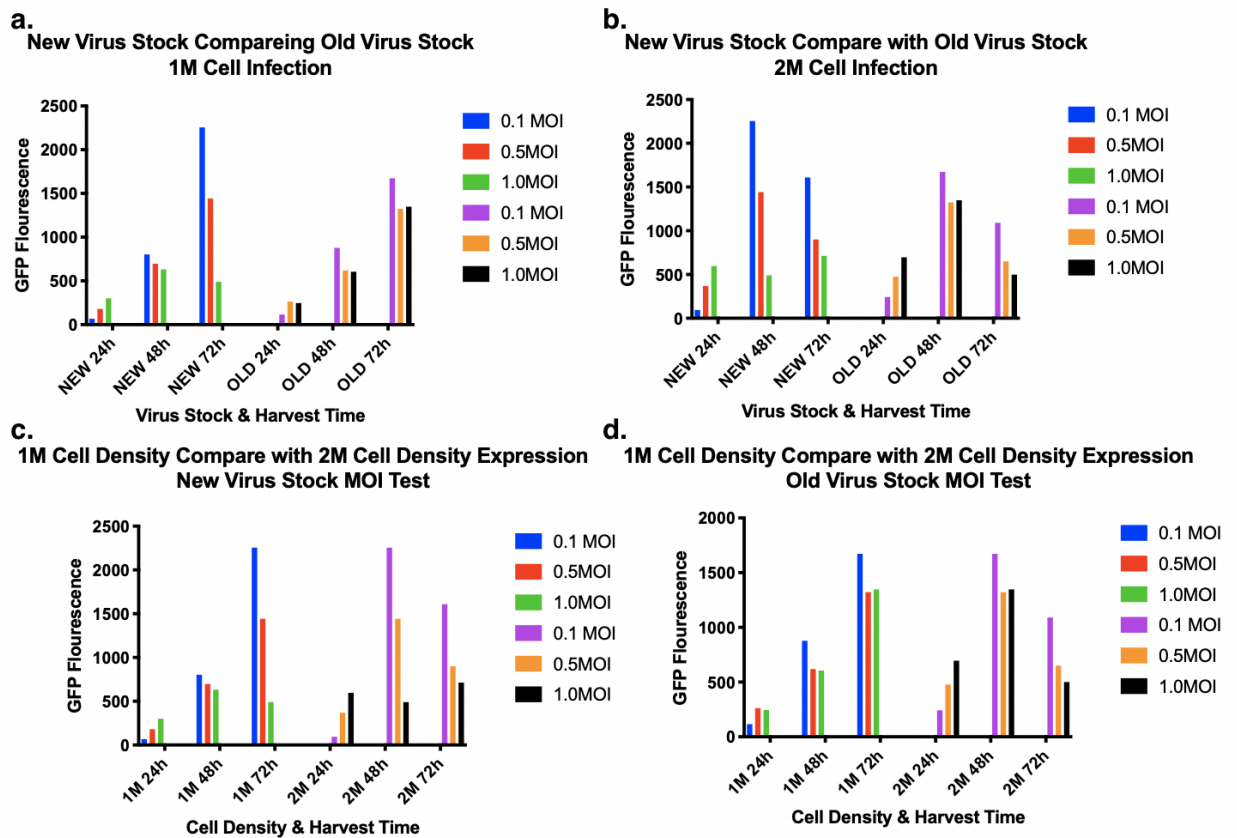 a.
New Virus Stock Compareing Old Virus Stock
1M Cell Infection
GFP Flourescence
2500
2000
1500
1000
500
0
NEW 24h
NEW 48h
NEW 72h
OLD 24h
OLD 48h
OLD 72h
Virus Stock & Harvest Time
0.1 MOI
0.5MOI
1.0MOI
0.1 MOI
0.5MOI
1.0MOI
b.
New Virus Stock Compare with Old Virus Stock
2M Cell Infection
GFP Flourescence
2500
2000
1500
1000
500
0
NEW 24h
NEW 48h
NEW 72h
OLD 24h
OLD 48h
OLD 72h
Virus Stock & Harvest Time
0.1 MOI
0.5MOI
1.0MOI
0.1 MOI
0.5MOI
1.0MOI
c.
1M Cell Density Compare with 2M Cell Density Expression
New Virus Stock MOI Test
GFP Flourescence
2500
2000
1500
1000
500
0
1M 24h
1M 48h
1M 72h
2M 24h
2M 48h
2M 72h
Cell Density & Harvest Time
0.1 MOI
0.5MOI
1.0MOI
0.1 MOI
0.5MOI
1.0MOI
d.
1M Cell Density Compare with 2M Cell Density Expression
Old Virus Stock MOI Test
GFP Flourescence
2000
1500
1000
500
0
1M 24h
1M 48h
1M 72h
2M 24h
2M 48h
2M 72h
Cell Density & Harvest Time
0.1 MOI
0.5MOI
1.0MOI
0.1 MOI
0.5MOI
1.0MOI